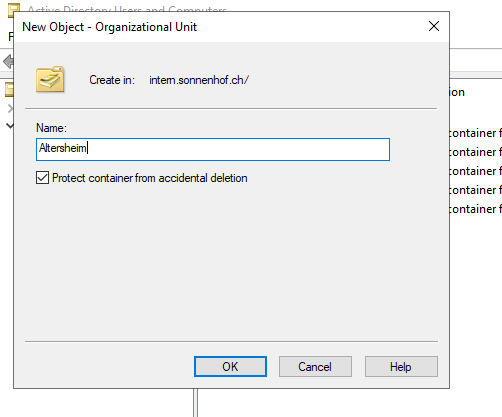 Active Directory Users and Computers
New Object - Organizational Unit
Create in: intern.sonnenhof.ch/
Name:
Altersheim
Protect container from accidental deletion
OK Cancel Help
container f
container f
container f
container f
container f